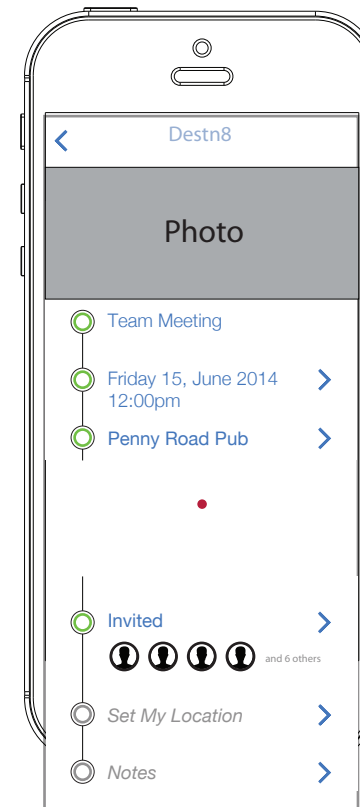 Destn8
Photo
Team Meeting
Friday 15, June 2014
12:00pm
Penny Road Pub
Invited
and 6 others
Set My Location
Notes